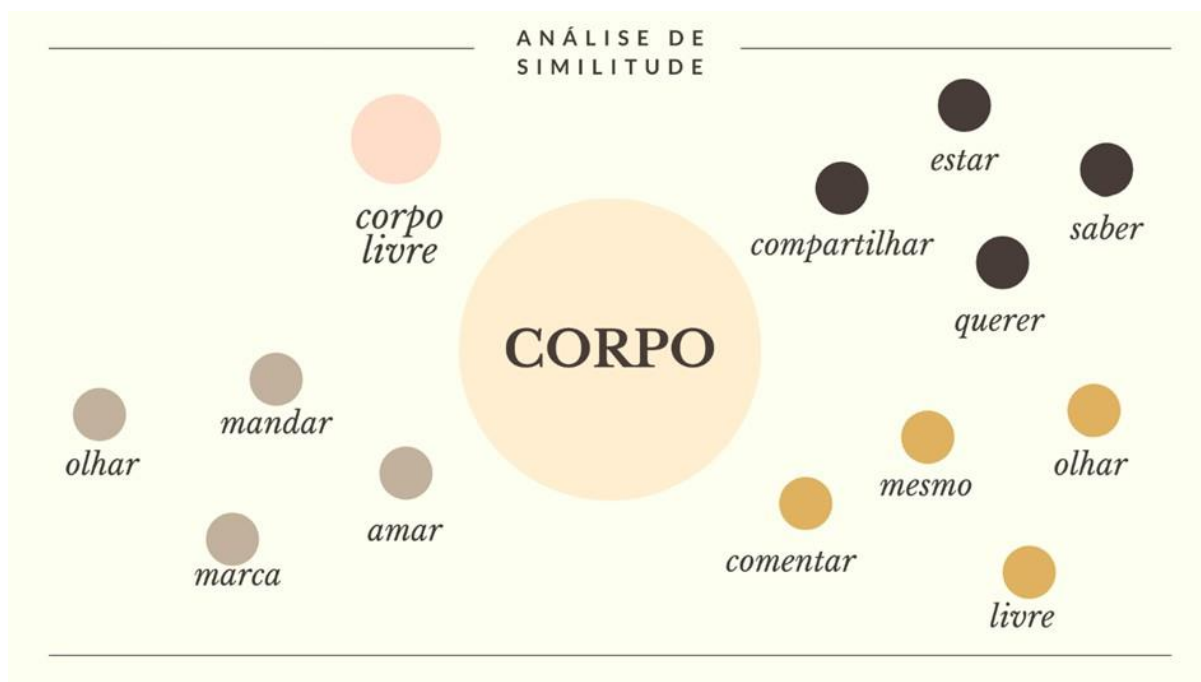 ANÁLISE DE
SIMILITUDE
corpo
livre
estar
saber
compartilhar
querer
CORPO
mandar
olhar
amar
marca
olhar
mesmo
comentar
livre